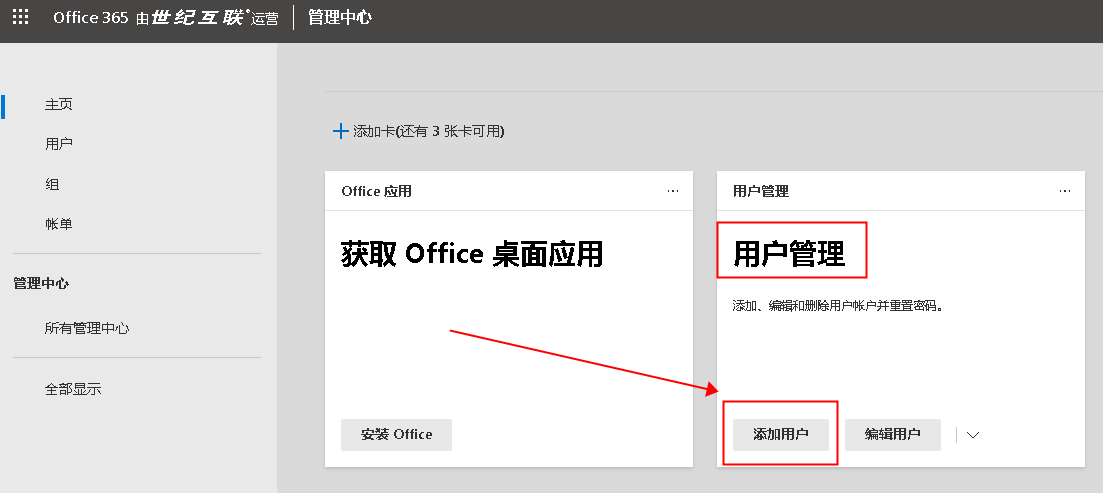 Office 365 由世纪互联运营 管理中心
主页
用户
组
帐单
管理中心
所有管理中心
全部显示
添加卡(还有 3 张卡可用)
Office 应用 ...
获取 Office 桌面应用
安装 Office
用户管理 ...
用户管理
添加、编辑和删除用户帐户并重置密码。
添加用户 编辑用户